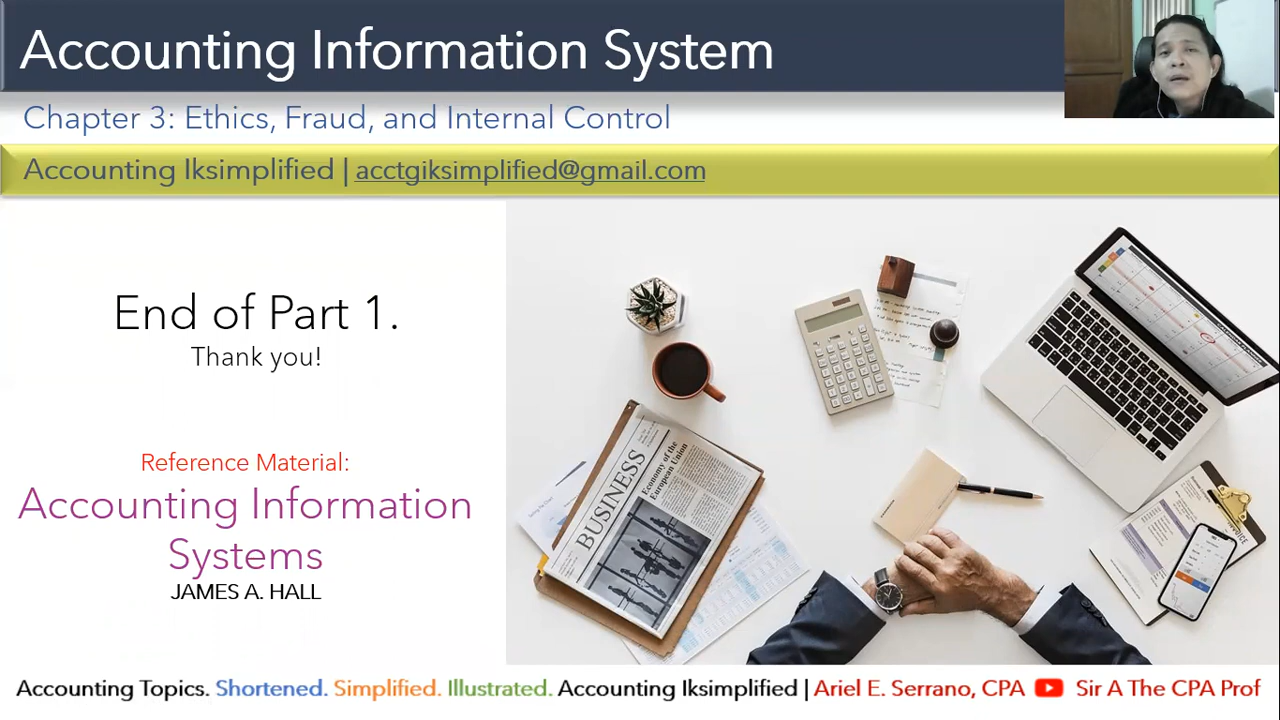 Accounting Information System
Chapter 3: Ethics, Fraud, and Internal Control
Accounting Iksimplified | acctgiksimplified@gmail.com
End of Part 1.
Thank you!
Reference Material:
Accounting Information
Systems
JAMES A. HALL
BUSINESS
Economy of the
European Union
INVOICE
Accounting Topics. Shortened. Simplified. Illustrated. Accounting Iksimplified | Ariel E. Serrano, CPA Sir A The CPA Prof